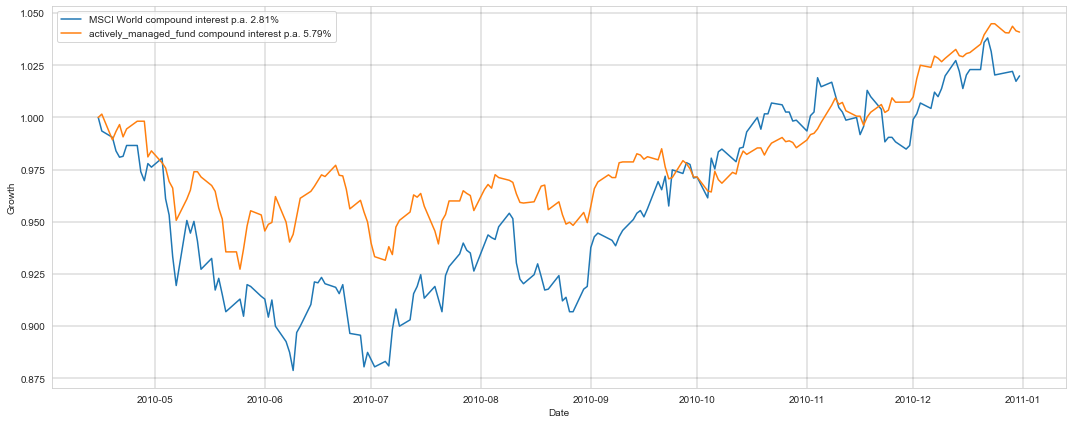 MSCI World compound interest p.a. 2.81%
actively_managed_fund compound interest p.a. 5.79%
Growth
1.050
1.025
1.000
0.975
0.950
0.925
0.900
0.875
2010-05 2010-06 2010-07 2010-08 2010-09 2010-10 2010-11 2010-12 2011-01
Date